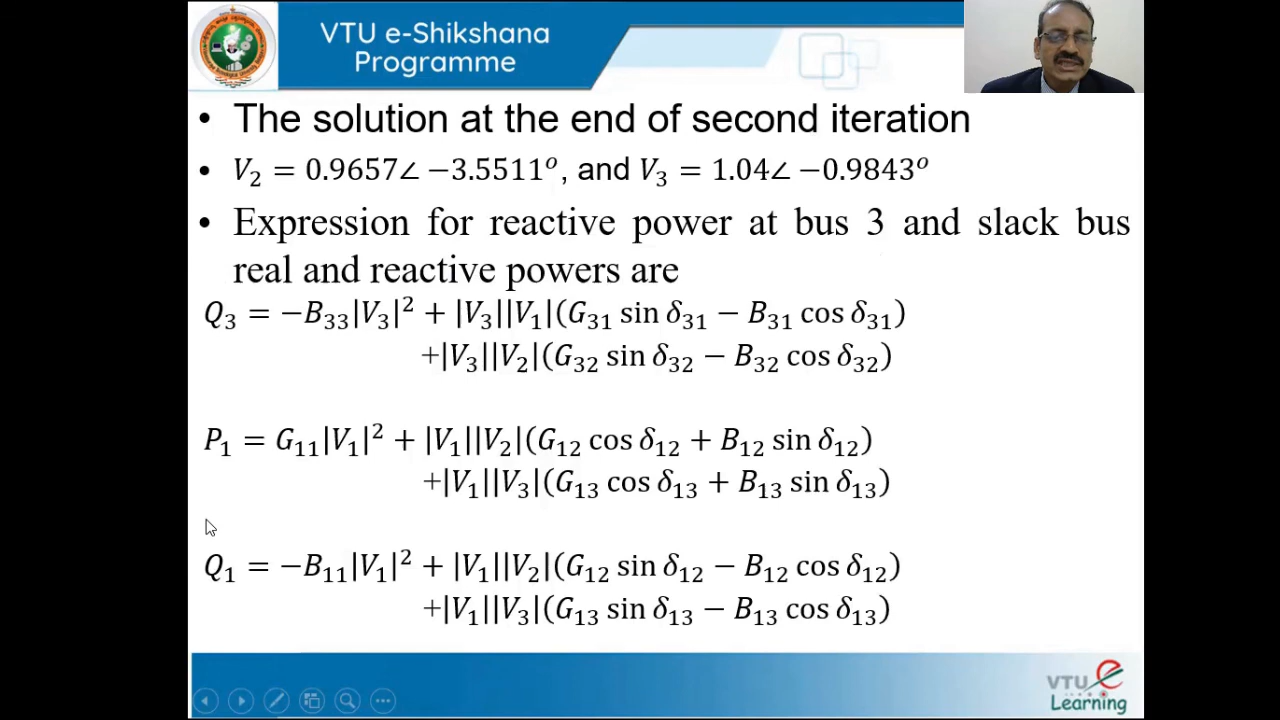 VTU e-Shikshana
Programme
• The solution at the end of second iteration
• V₂ = 0.9657∠ −3.5511ᵒ, and V₃ = 1.04∠ −0.9843ᵒ
• Expression for reactive power at bus 3 and slack bus
real and reactive powers are
Q₃ = −B₃₃|V₃|² + |V₃||V₁|(G₃₁ sin δ₃₁ − B₃₁ cos δ₃₁)
+|V₃||V₂|(G₃₂ sin δ₃₂ − B₃₂ cos δ₃₂)
P₁ = G₁₁|V₁|² + |V₁||V₂|(G₁₂ cos δ₁₂ + B₁₂ sin δ₁₂)
+|V₁||V₃|(G₁₃ cos δ₁₃ + B₁₃ sin δ₁₃)
Q₁ = −B₁₁|V₁|² + |V₁||V₂|(G₁₂ sin δ₁₂ − B₁₂ cos δ₁₂)
+|V₁||V₃|(G₁₃ sin δ₁₃ − B₁₃ cos δ₁₃)
VTU e
Learning